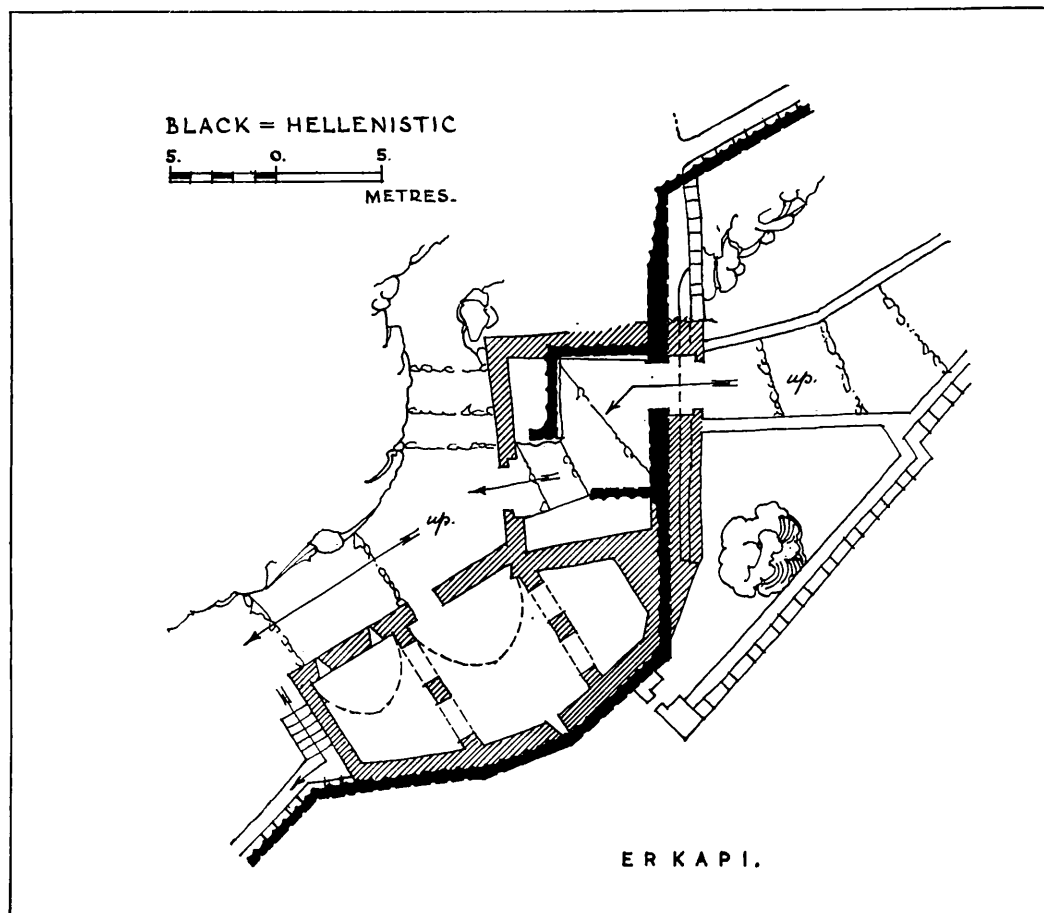 BLACK = HELLENISTIC
5. 0. 5.
METRES.
up.
up.
ER KAPI.